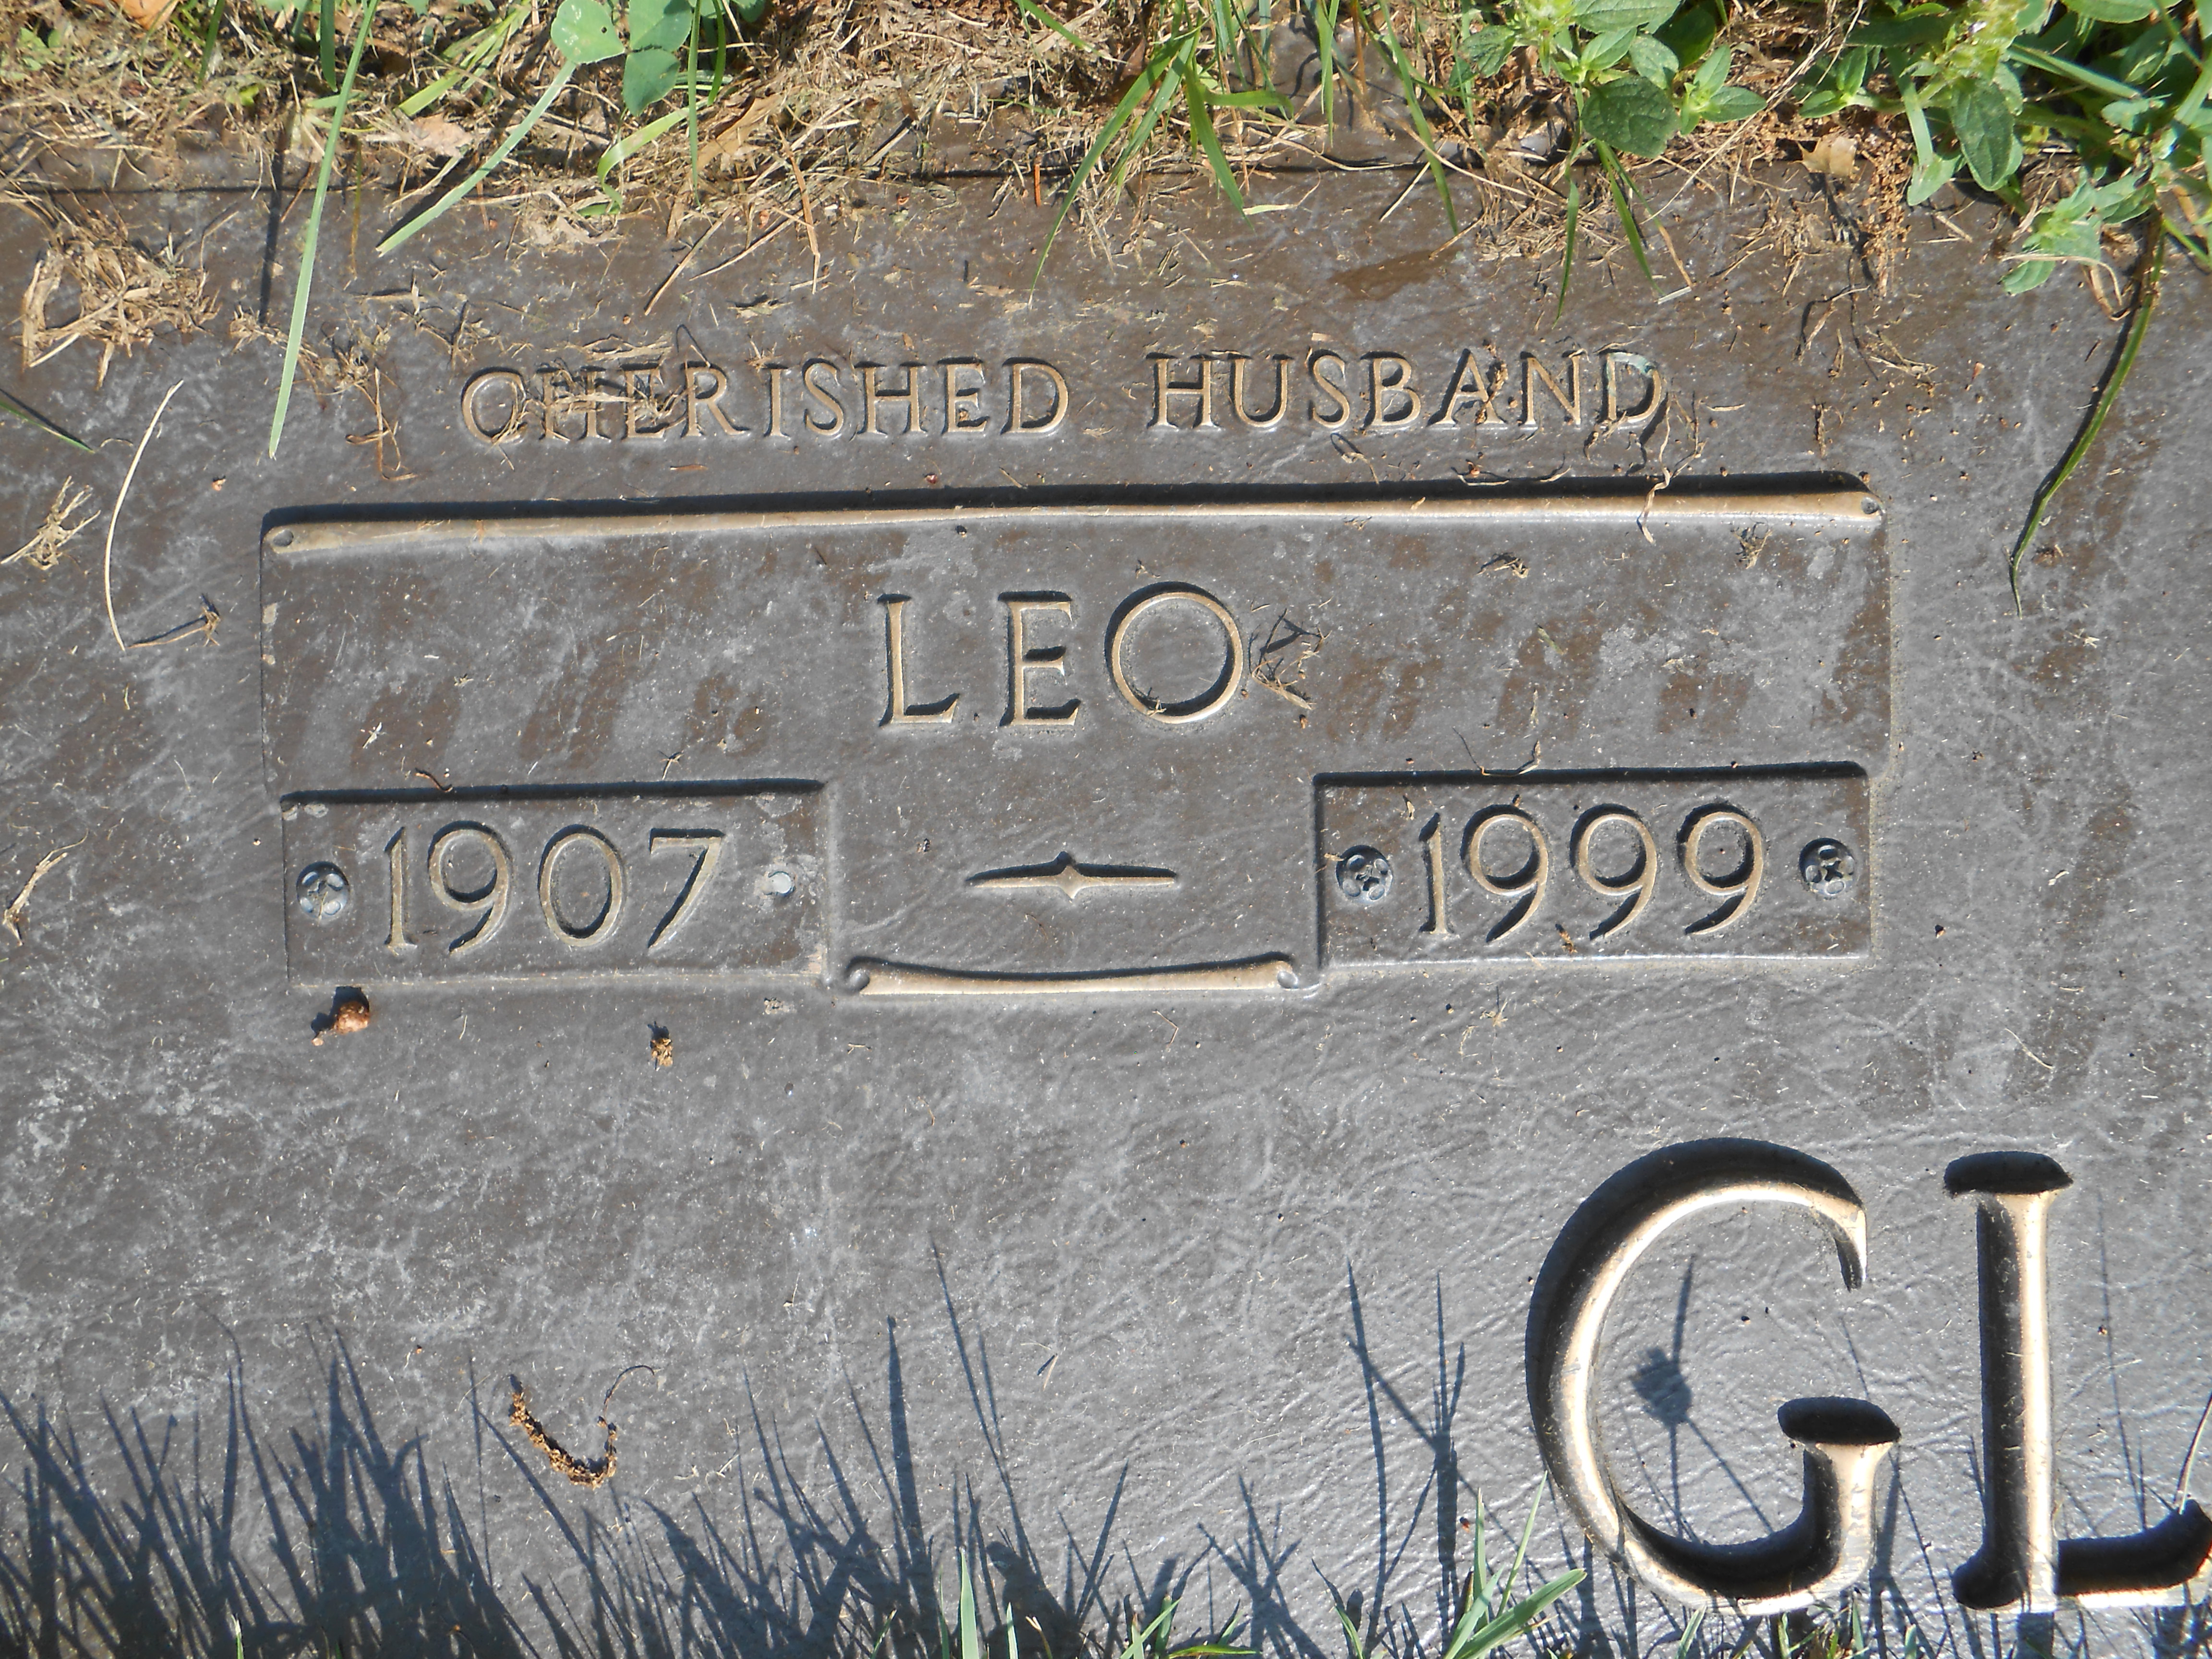 CHERISHED HUSBAND
LEO
1907 1999
GL